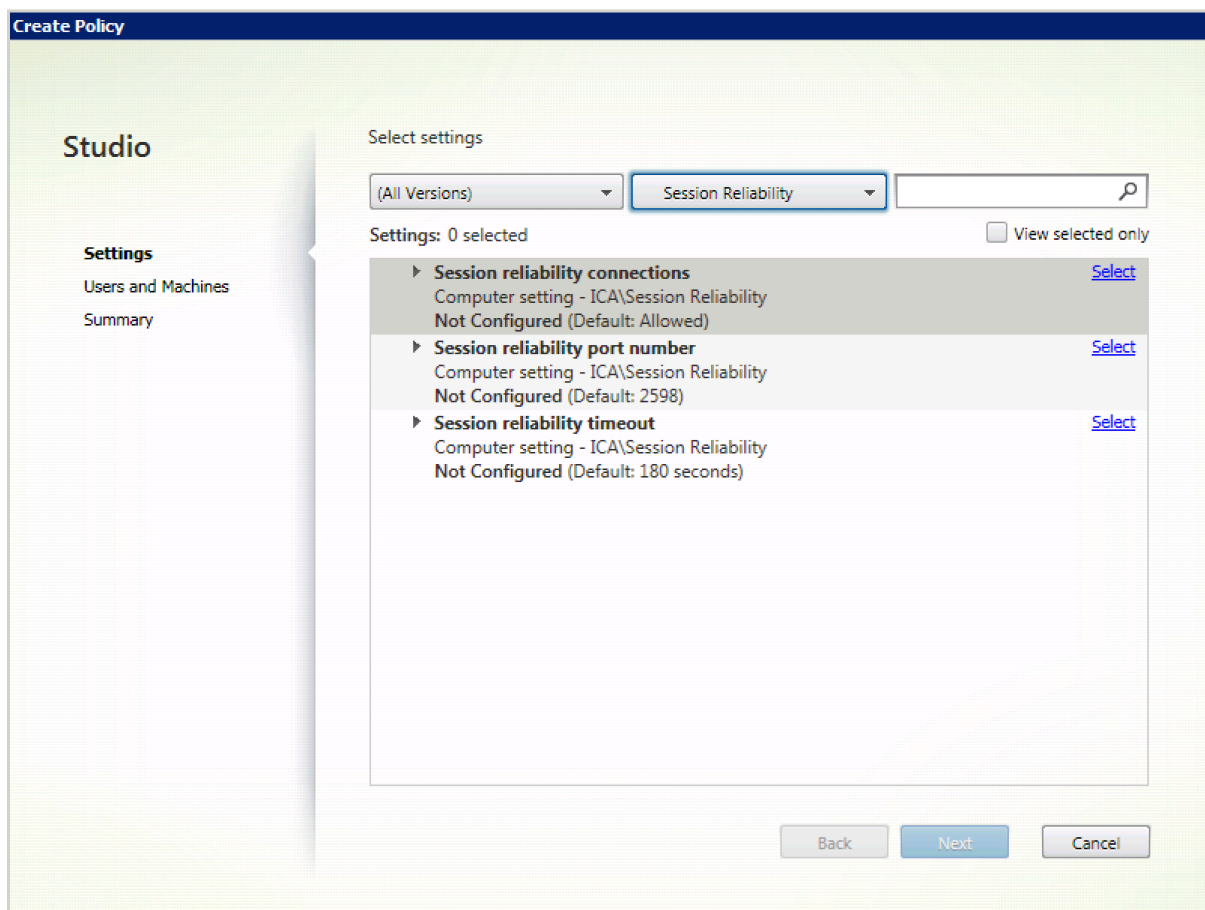 Create Policy
Studio
Settings
Users and Machines
Summary
Select settings
(All Versions)
Session Reliability
Settings: 0 selected
View selected only
Session reliability connections
Select
Computer setting - ICA\Session Reliability
Not Configured (Default: Allowed)
Session reliability port number
Select
Computer setting - ICA\Session Reliability
Not Configured (Default: 2598)
Session reliability timeout
Select
Computer setting - ICA\Session Reliability
Not Configured (Default: 180 seconds)
Back
Next
Cancel